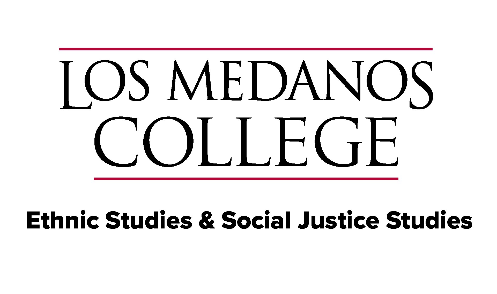 LOS MEDANOS
COLLEGE
Ethnic Studies & Social Justice Studies